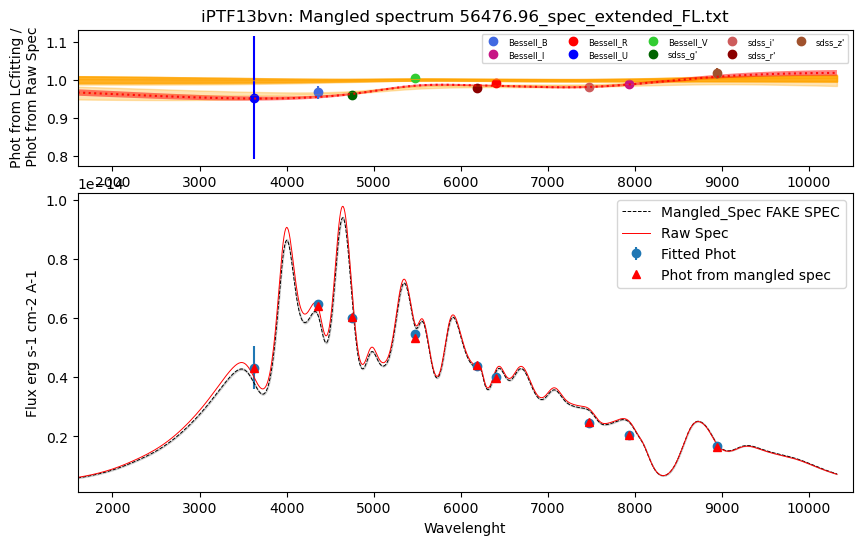 iPTF13bvn: Mangled spectrum 56476.96_spec_extended_FL.txt
Phot from LCfitting /
Phot from Raw Spec
1.1
1.0
0.9
0.8
Bessell_B
Bessell_R
Bessell_V
sdss_i'
sdss_z'
Bessell_I
Bessell_U
sdss_g'
sdss_r'
2000 3000 4000 5000 6000 7000 8000 9000 10000
1e−14
Flux erg s-1 cm-2 A-1
1.0
0.8
0.6
0.4
0.2
Mangled_Spec FAKE SPEC
Raw Spec
Fitted Phot
Phot from mangled spec
2000 3000 4000 5000 6000 7000 8000 9000 10000
Wavelenght